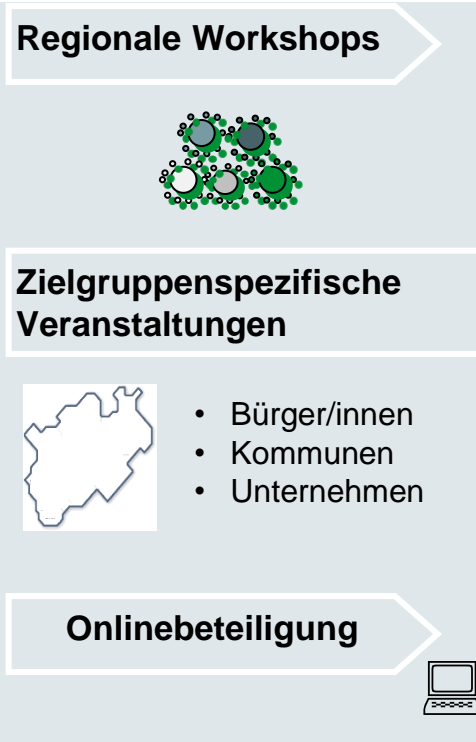 Regionale Workshops
Zielgruppenspezifische
Veranstaltungen
• Bürger/innen
• Kommunen
• Unternehmen
Onlinebeteiligung